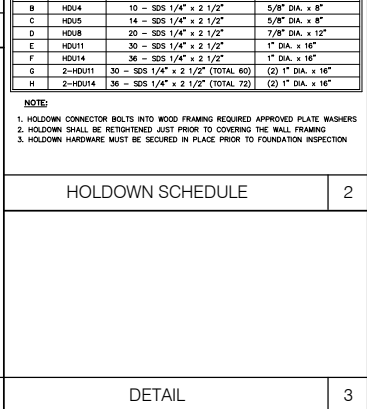 B HDU4 10 - SDS 1/4" x 2 1/2" 5/8" DIA. x 8"
C HDU5 14 - SDS 1/4" x 2 1/2" 5/8" DIA. x 8"
D HDU8 20 - SDS 1/4" x 2 1/2" 7/8" DIA. x 12"
E HDU11 30 - SDS 1/4" x 2 1/2" 1" DIA. x 16"
F HDU14 36 - SDS 1/4" x 2 1/2" 1" DIA. x 16"
G 2-HDU11 30 - SDS 1/4" x 2 1/2" (TOTAL 60) (2) 1" DIA. x 16"
H 2-HDU14 36 - SDS 1/4" x 2 1/2" (TOTAL 72) (2) 1" DIA. x 16"
NOTE:
1. HOLDOWN CONNECTOR BOLTS INTO WOOD FRAMING REQUIRED APPROVED PLATE WASHERS
2. HOLDOWN SHALL BE RETIGHTENED JUST PRIOR TO COVERING THE WALL FRAMING
3. HOLDOWN HARDWARE MUST BE SECURED IN PLACE PRIOR TO FOUNDATION INSPECTION
HOLDOWN SCHEDULE 2
DETAIL 3